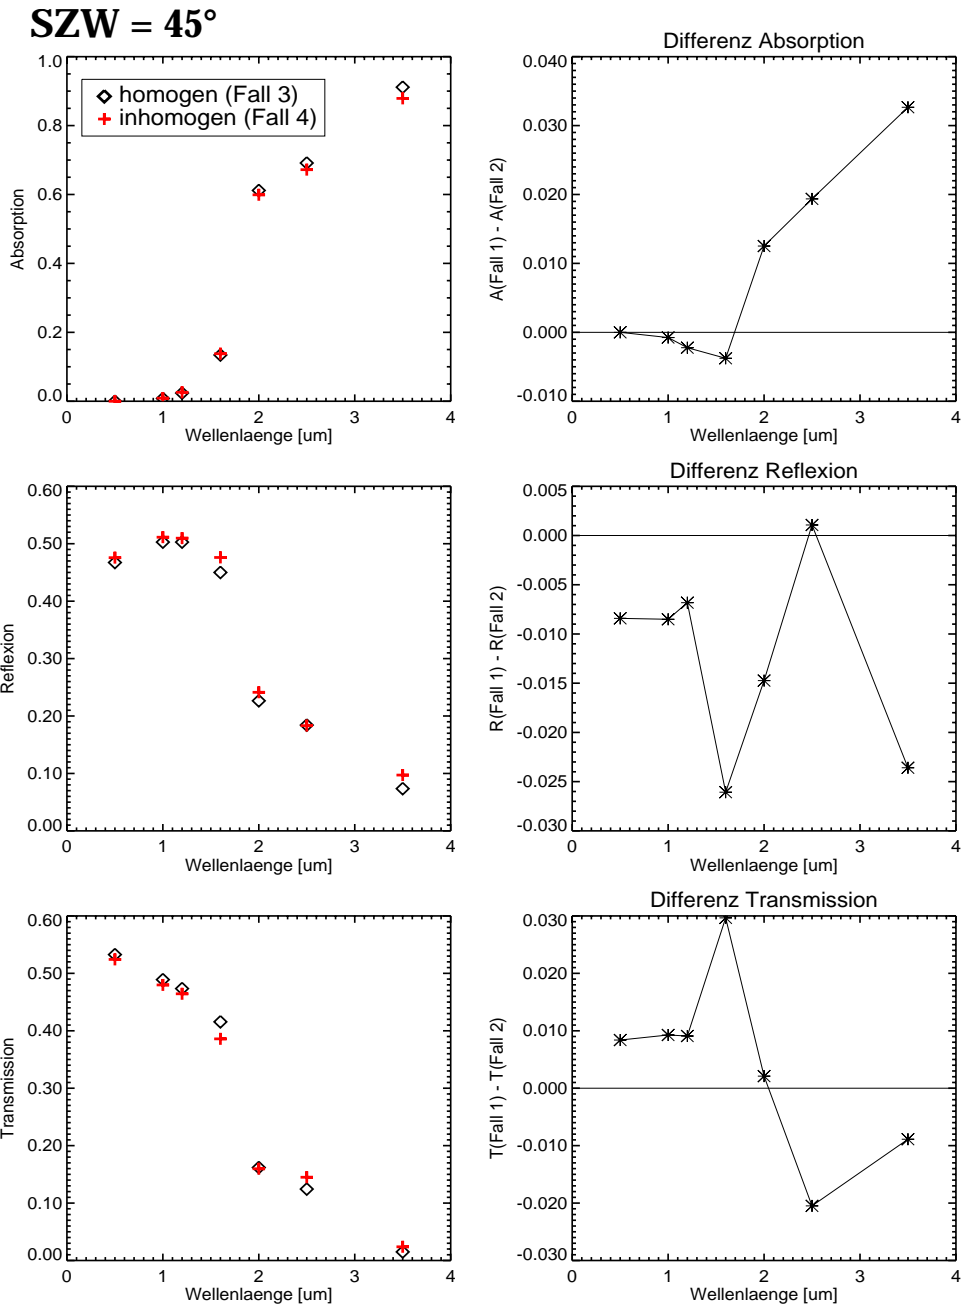 SZW = 45°
homogen (Fall 3)
inhomogen (Fall 4)
1.0
0.8
0.6
0.4
0.2
0.0
Absorption
0 1 2 3 4
Wellenlaenge [um]
Differenz Absorption
0.040
0.030
0.020
0.010
0.000
-0.010
A(Fall 1) - A(Fall 2)
0 1 2 3 4
Wellenlaenge [um]
0.60
0.50
0.40
0.30
0.20
0.10
0.00
Reflexion
0 1 2 3 4
Wellenlaenge [um]
Differenz Reflexion
0.005
0.000
-0.005
-0.010
-0.015
-0.020
-0.025
-0.030
R(Fall 1) - R(Fall 2)
0 1 2 3 4
Wellenlaenge [um]
0.60
0.50
0.40
0.30
0.20
0.10
0.00
Transmission
0 1 2 3 4
Wellenlaenge [um]
Differenz Transmission
0.030
0.020
0.010
0.000
-0.010
-0.020
-0.030
T(Fall 1) - T(Fall 2)
0 1 2 3 4
Wellenlaenge [um]